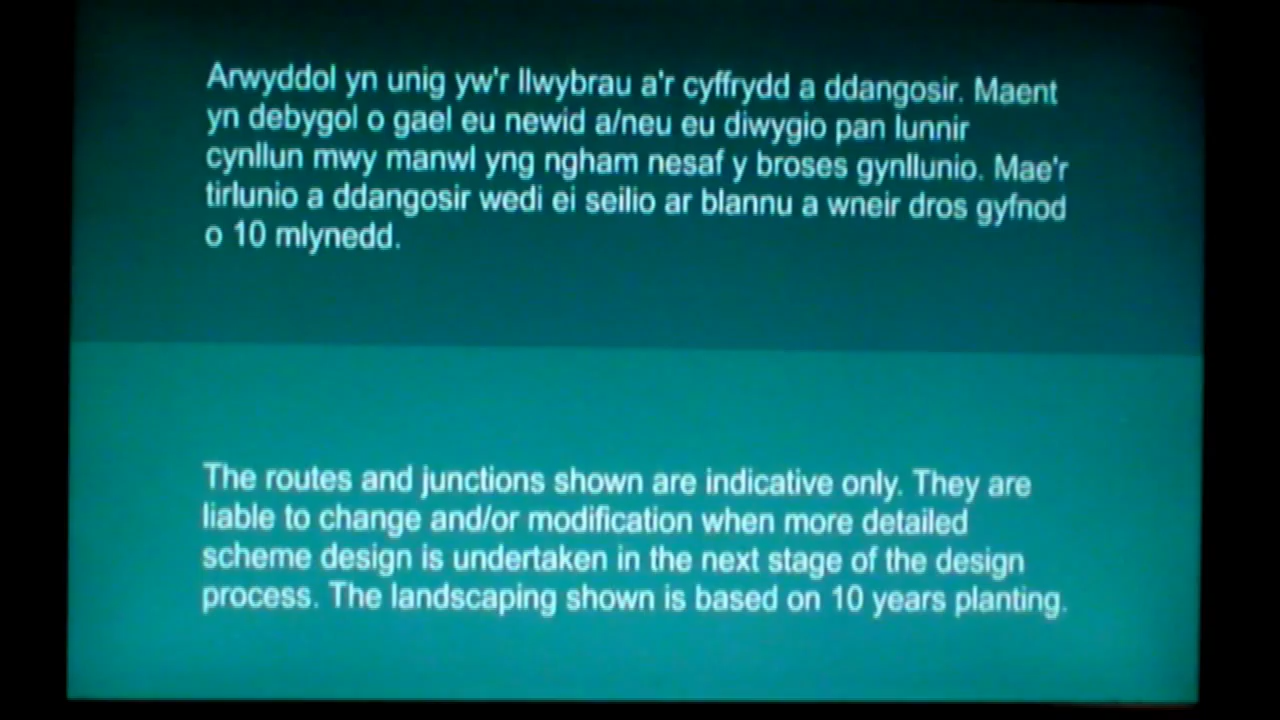 Arwyddol yn unig yw'r llwybrau a'r cyffrydd a ddangosir. Maent
yn debygol o gael eu newid a/neu eu diwygio pan lunnir
cynllun mwy manwl yng ngham nesaf y broses gynllunio. Mae'r
tirlunio a ddangosir wedi ei seilio ar blannu a wneir dros gyfnod
o 10 mlynedd.
The routes and junctions shown are indicative only. They are
liable to change and/or modification when more detailed
scheme design is undertaken in the next stage of the design
process. The landscaping shown is based on 10 years planting.